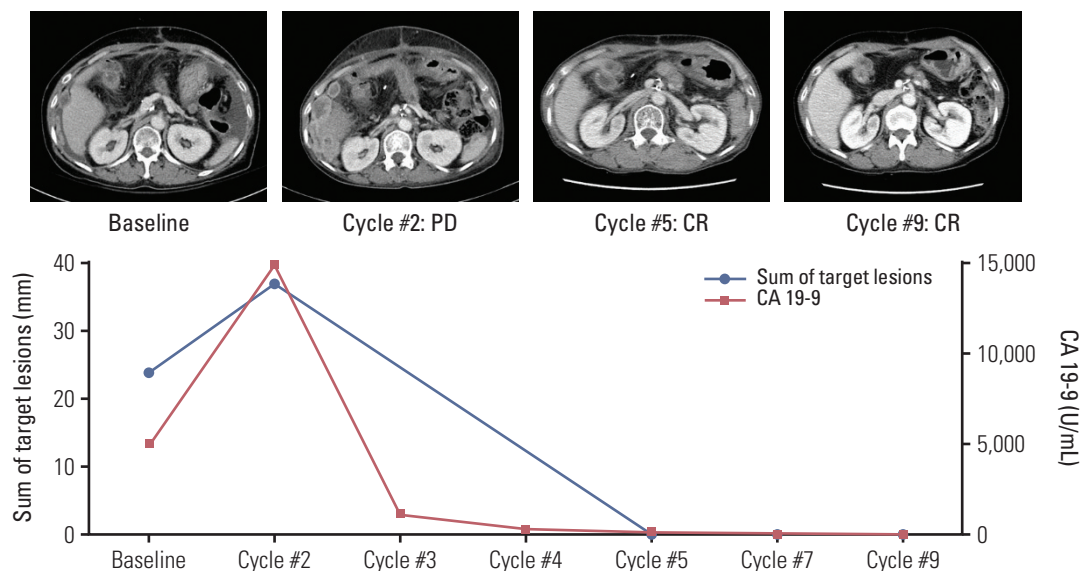 Baseline
Cycle #2: PD
Cycle #5: CR
Cycle #9: CR
Sum of target lesions (mm)
40
30
20
10
0
Sum of target lesions
CA 19-9
15,000
10,000
5,000
0
CA 19-9 (U/mL)
Baseline
Cycle #2
Cycle #3
Cycle #4
Cycle #5
Cycle #7
Cycle #9